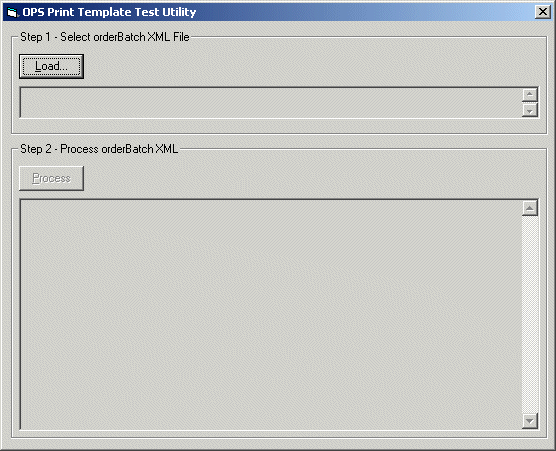 OPS Print Template Test Utility
Step 1 - Select orderBatch XML File
Load...
Step 2 - Process orderBatch XML
Process